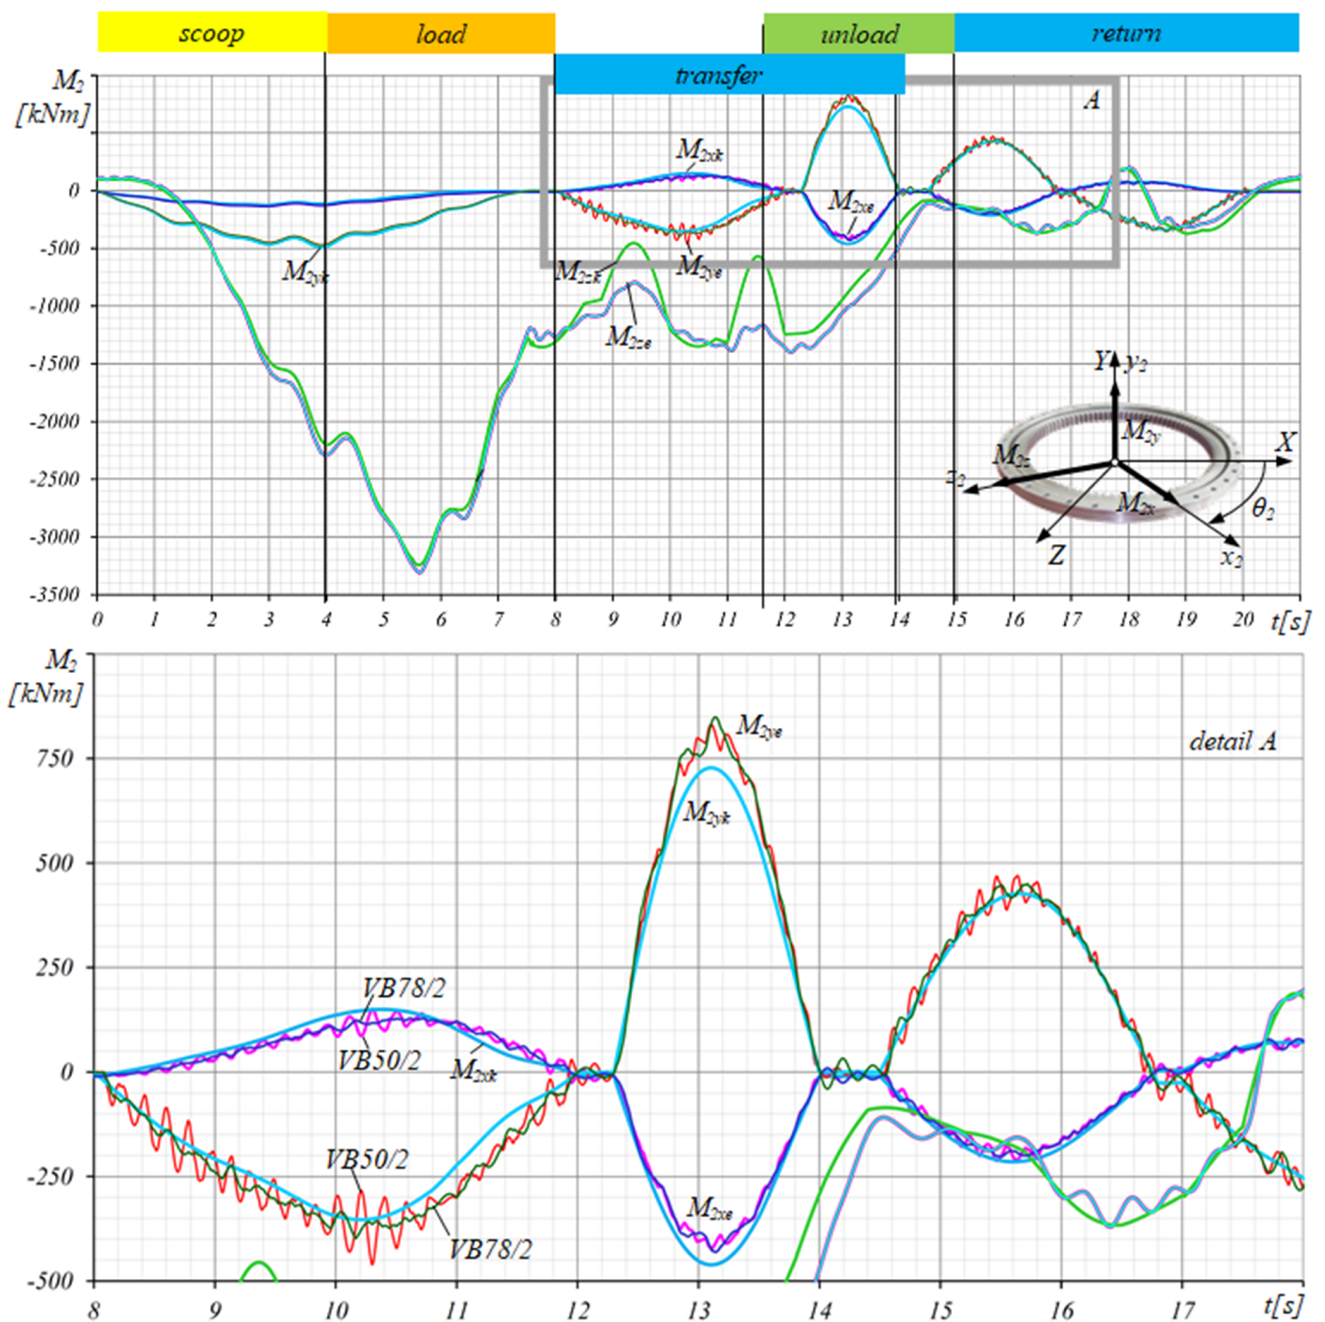 scoop load unload return
transfer
M₂
[kNm]
A
M₂ₓₖ
M₂ₓₑ
M₂yₖ
M₂zₖ
M₂yₑ
M₂zₑ
0
-500
-1000
-1500
-2000
-2500
-3000
-3500
Y y₂
M₂y
X
M₂z
z₂
M₂ₓ
θ₂
Z
x₂
0 1 2 3 4 5 6 7 8 9 10 11 12 13 14 15 16 17 18 19 20 t[s]
M₂
[kNm]
M₂yₑ
detail A
750
M₂yₖ
500
250
VB78/2
VB50/2
M₂ₓₖ
0
VB50/2
-250
M₂ₓₑ
VB78/2
-500
8 9 10 11 12 13 14 15 16 17 t[s]